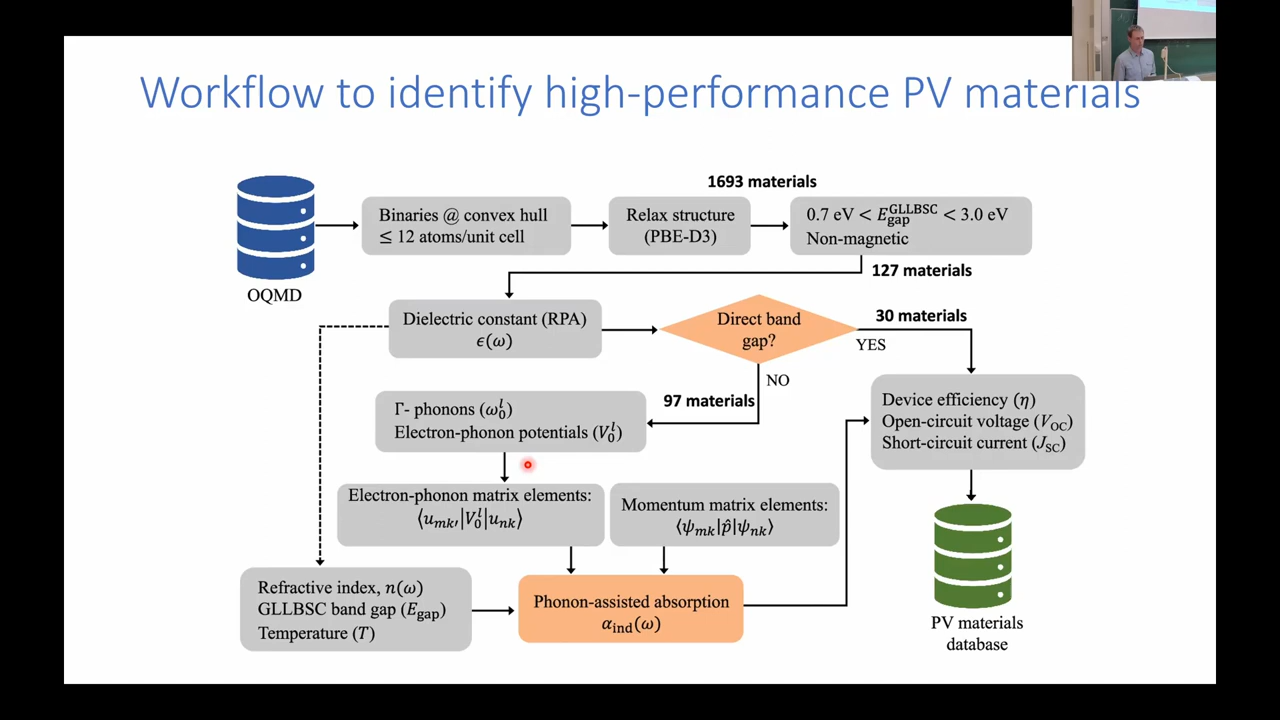 Workflow to identify high-performance PV materials
1693 materials
OQMD
Binaries @ convex hull
≤ 12 atoms/unit cell
Relax structure
(PBE-D3)
0.7 eV < E_gap^GLLBSC < 3.0 eV
Non-magnetic
127 materials
Dielectric constant (RPA)
ϵ(ω)
Direct band
gap?
30 materials
YES
NO
97 materials
Γ- phonons (ω_0^l)
Electron-phonon potentials (V_0^l)
Device efficiency (η)
Open-circuit voltage (V_OC)
Short-circuit current (J_SC)
Electron-phonon matrix elements:
⟨u_mk′|V_0^l|u_nk⟩
Momentum matrix elements:
⟨ψ_mk|p̂|ψ_nk⟩
Refractive index, n(ω)
GLLBSC band gap (E_gap)
Temperature (T)
Phonon-assisted absorption
α_ind(ω)
PV materials
database